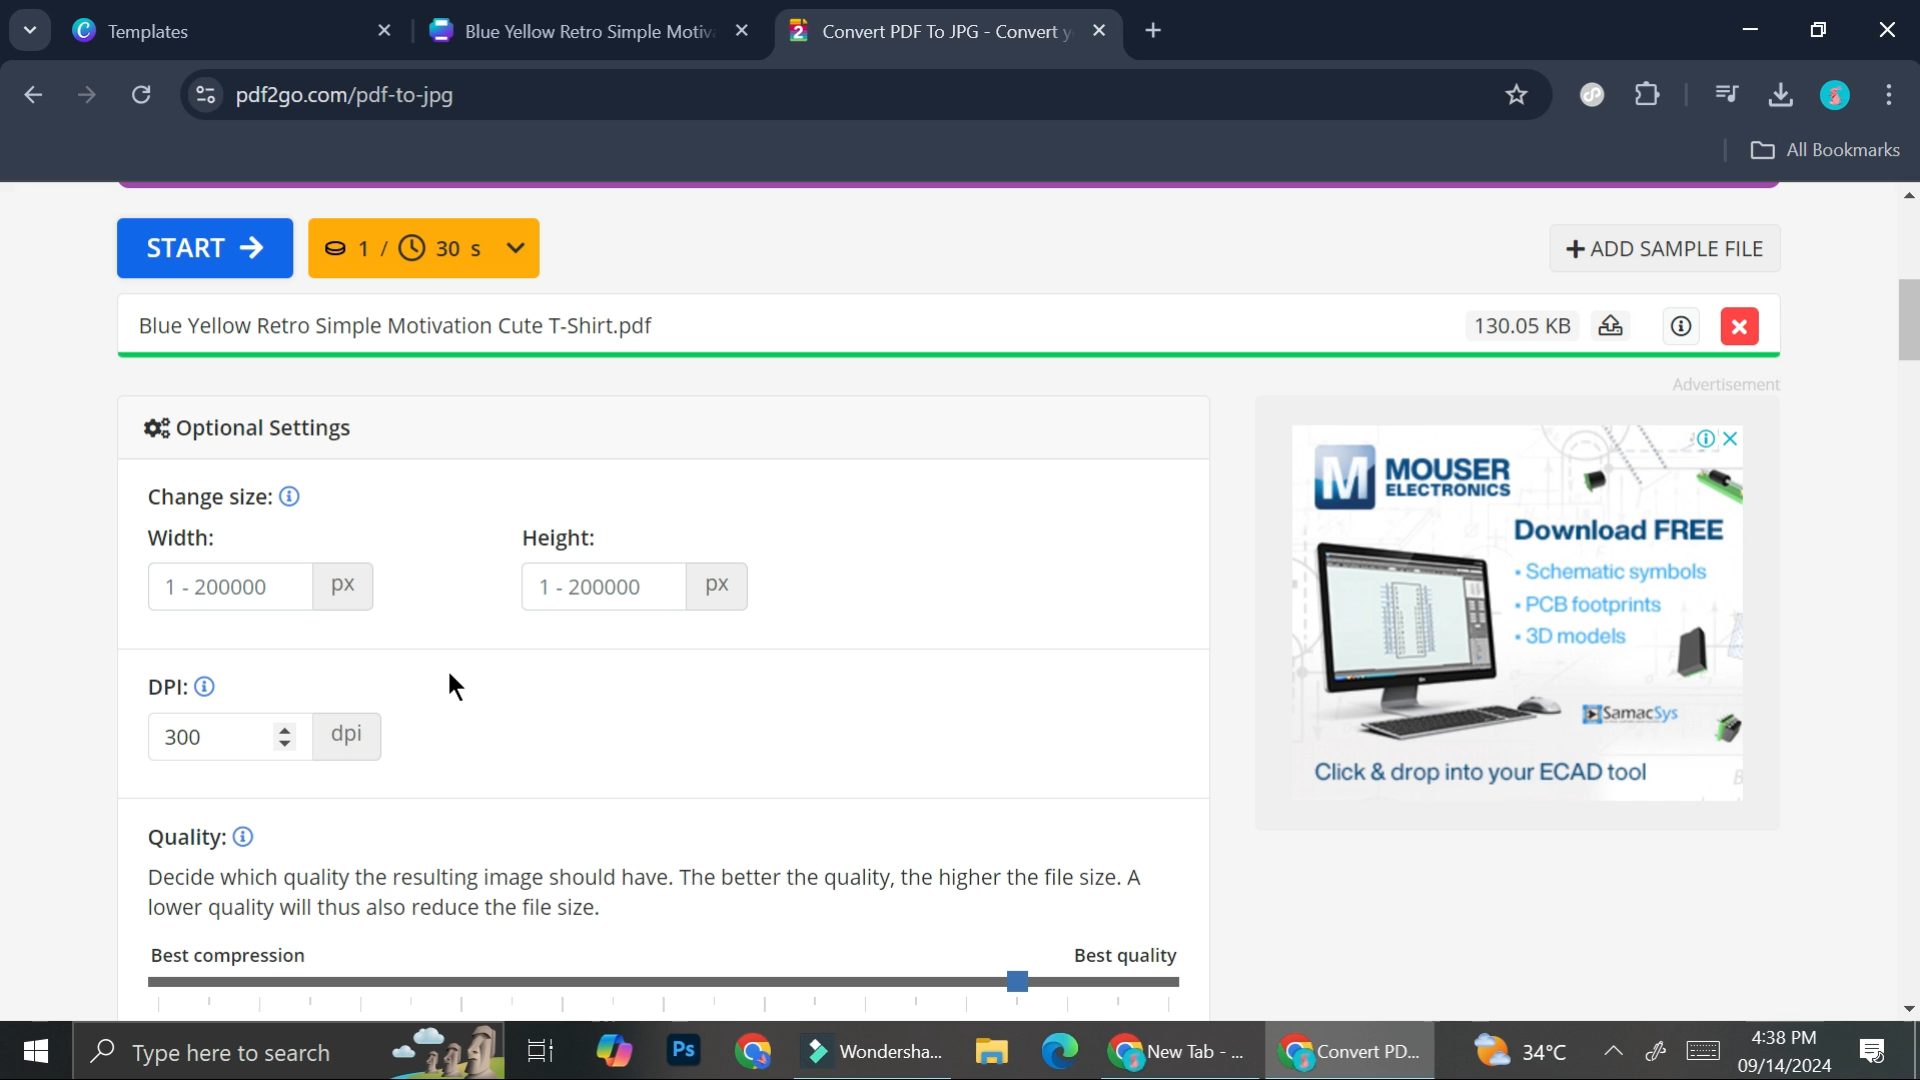 Templates
Blue Yellow Retro Simple Motiv
Convert PDF To JPG - Convert y
pdf2go.com/pdf-to-jpg
All Bookmarks
START
1 / 30 s
+ ADD SAMPLE FILE
Blue Yellow Retro Simple Motivation Cute T-Shirt.pdf
130.05 KB
Advertisement
Optional Settings
Change size:
Width:
Height:
1 - 200000 px
1 - 200000 px
DPI:
300 dpi
Quality:
Decide which quality the resulting image should have. The better the quality, the higher the file size. A
lower quality will thus also reduce the file size.
Best compression
Best quality
M MOUSER
ELECTRONICS
Download FREE
• Schematic symbols
• PCB footprints
• 3D models
SamacSys
Click & drop into your ECAD tool
Type here to search
Ps
Wondersha...
New Tab - ...
Convert PD...
34°C
4:38 PM
09/14/2024